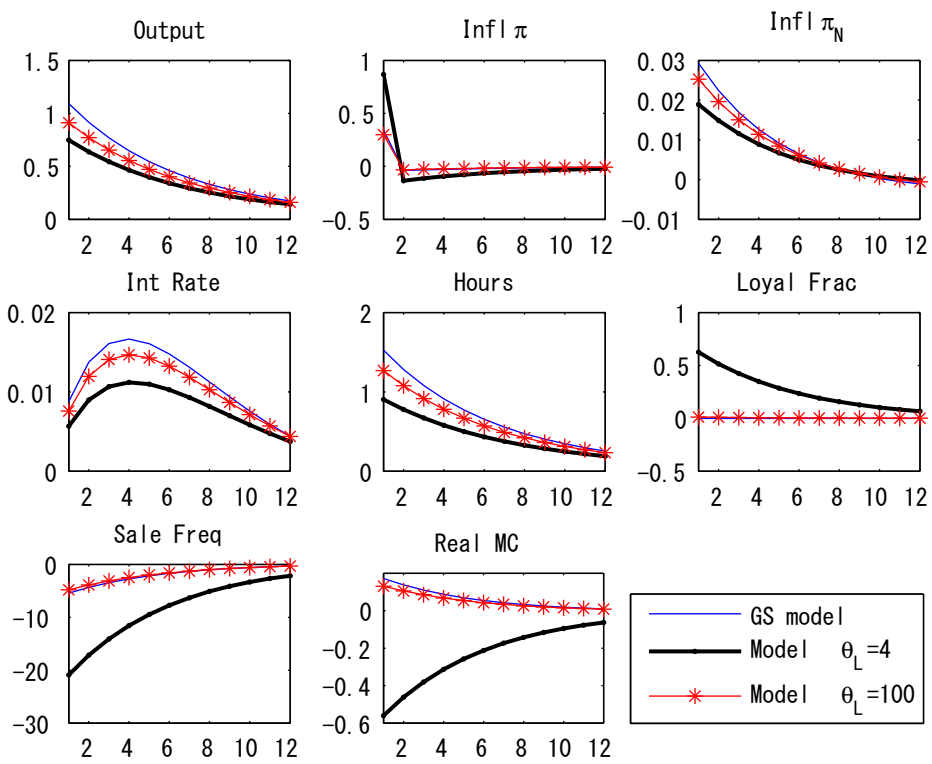 Output
Infl π
Infl π_N
1.5
1
0.5
0
2 4 6 8 10 12
1
0.5
0
−0.5
2 4 6 8 10 12
0.03
0.02
0.01
0
−0.01
2 4 6 8 10 12
Int Rate
Hours
Loyal Frac
0.02
0.01
0
2 4 6 8 10 12
2
1
0
2 4 6 8 10 12
1
0.5
0
−0.5
2 4 6 8 10 12
Sale Freq
Real MC
0
−10
−20
−30
2 4 6 8 10 12
0
−0.2
−0.4
−0.6
2 4 6 8 10 12
GS model
Model θ_L=4
Model θ_L=100